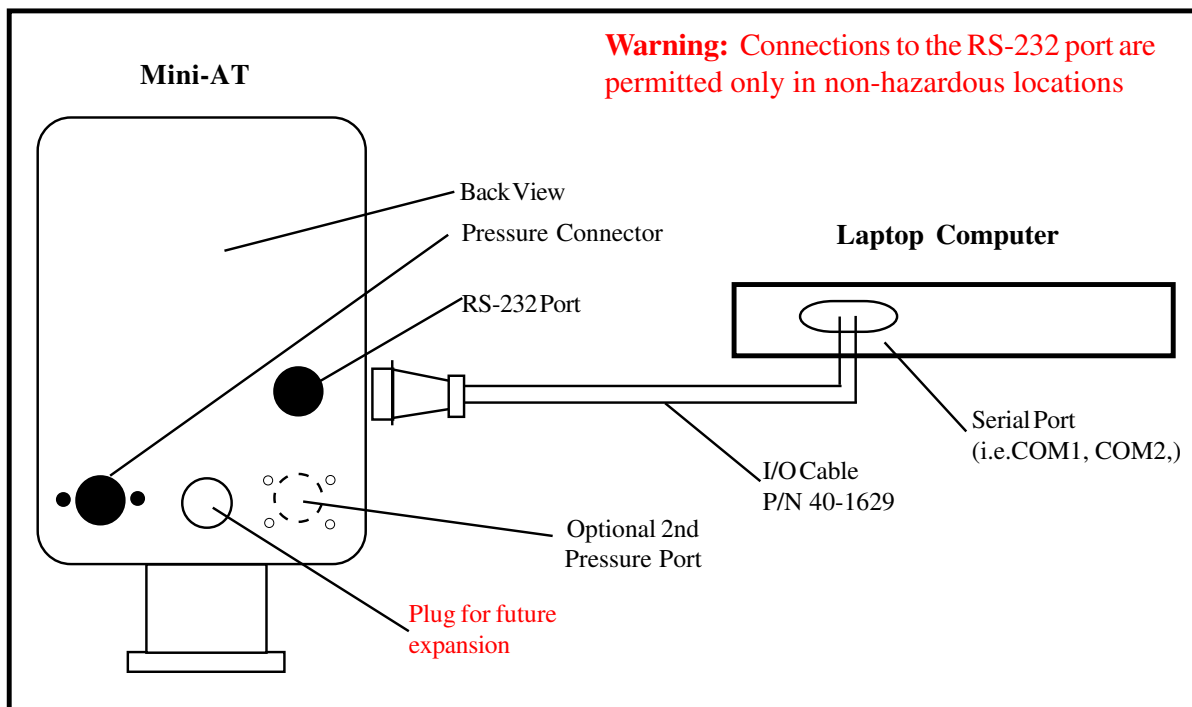 Warning: Connections to the RS-232 port are
permitted only in non-hazardous locations
Mini-AT
Back View
Pressure Connector
RS-232 Port
Laptop Computer
Serial Port
(i.e.COM1, COM2,)
I/O Cable
P/N 40-1629
Optional 2nd
Pressure Port
Plug for future
expansion